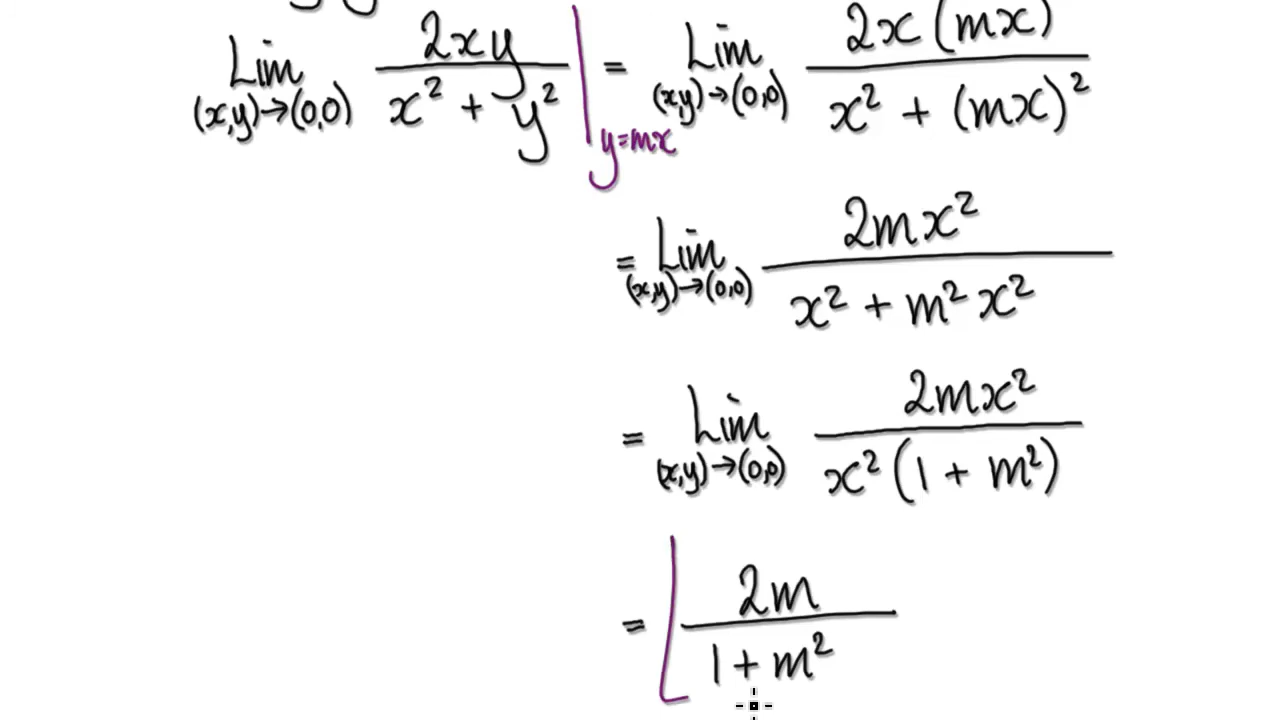 Lim (x,y)→(0,0) 2xy / x² + y² | y=mx = Lim (x,y)→(0,0) 2x(mx) / x² + (mx)²
= Lim (x,y)→(0,0) 2mx² / x² + m²x²
= Lim (x,y)→(0,0) 2mx² / x²(1 + m²)
= 2m / 1 + m²